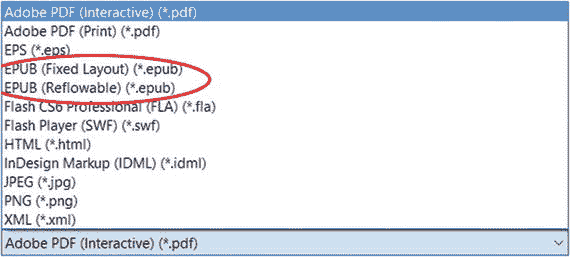 Adobe PDF (Interactive) (*.pdf)
Adobe PDF (Print) (*.pdf)
EPS (*.eps)
EPUB (Fixed Layout) (*.epub)
EPUB (Reflowable) (*.epub)
Flash CS6 Professional (FLA) (*.fla)
Flash Player (SWF) (*.swf)
HTML (*.html)
InDesign Markup (IDML) (*.idml)
JPEG (*.jpg)
PNG (*.png)
XML (*.xml)
Adobe PDF (Interactive) (*.pdf)